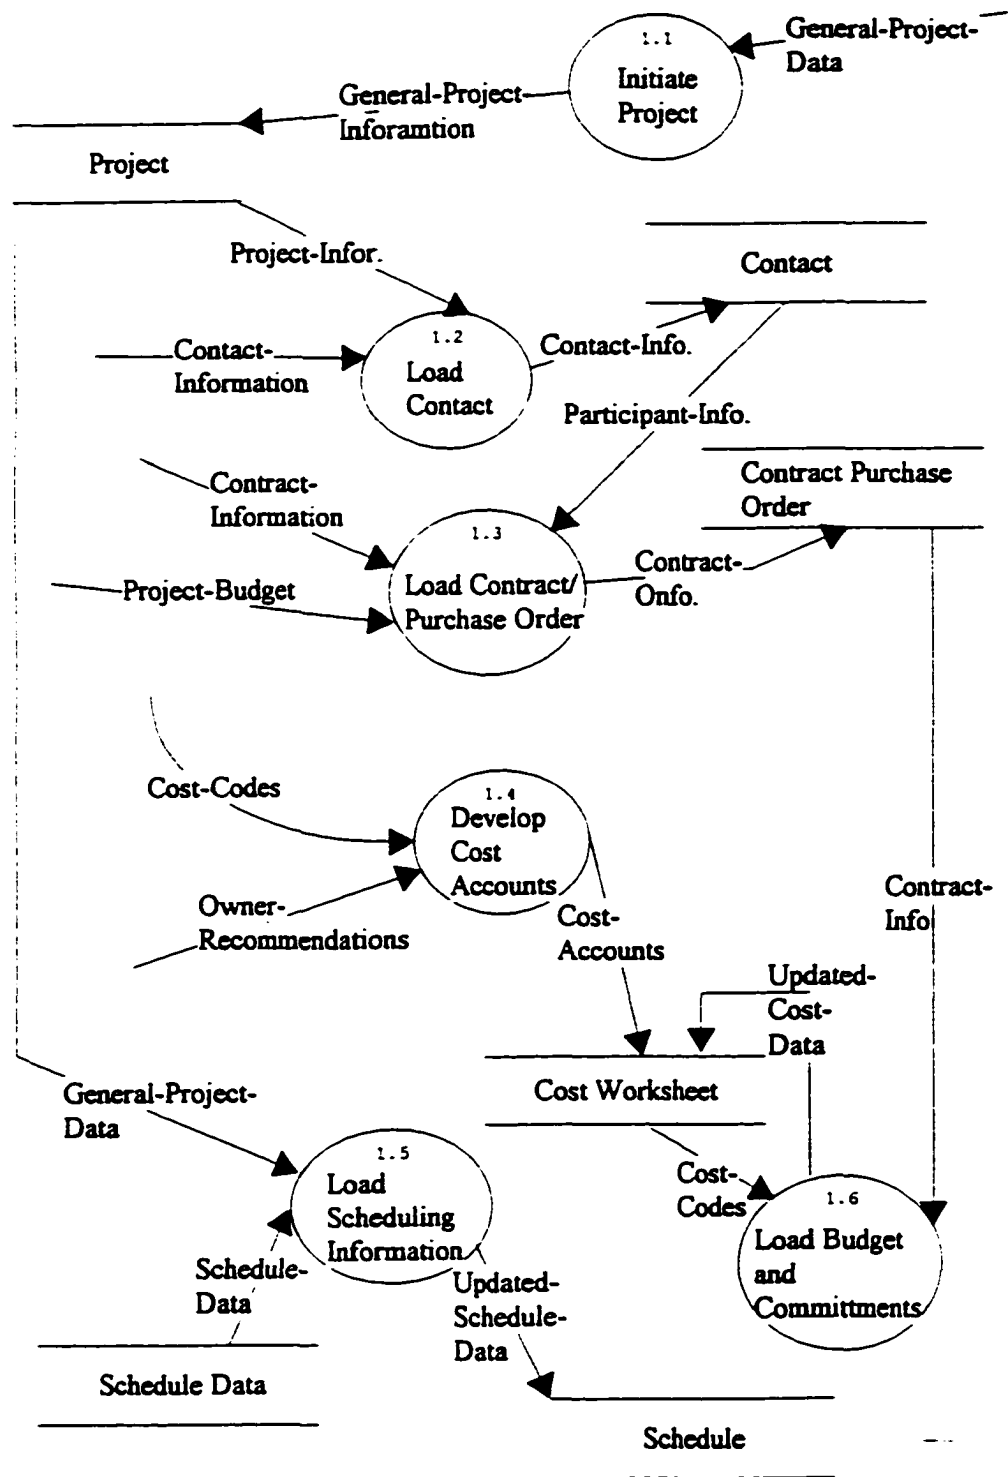 General-Project-
Data
1.1
Initiate
Project
General-Project-
Inforamtion
Project
Project-Infor.
Contact
1.2
Load
Contact
Contact-
Information
Contact-Info.
Participant-Info.
Contract Purchase
Order
Contract-
Information
1.3
Load Contract/
Purchase Order
Contract-
Onfo.
Project-Budget
Cost-Codes
1.4
Develop
Cost
Accounts
Owner-
Recommendations
Cost-
Accounts
Contract-
Info
Updated-
Cost-
Data
Cost Worksheet
General-Project-
Data
1.5
Load
Scheduling
Information
Cost-
Codes
1.6
Load Budget
and
Committments
Schedule-
Data
Updated-
Schedule-
Data
Schedule Data
Schedule